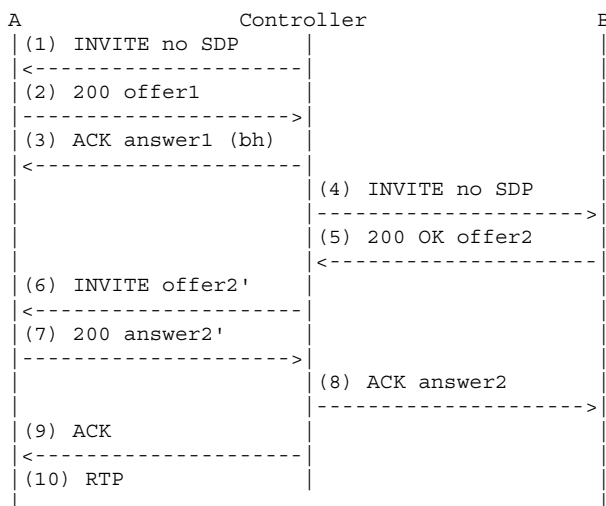 A Controller B
(1) INVITE no SDP
(2) 200 offer1
(3) ACK answer1 (bh)
(4) INVITE no SDP
(5) 200 OK offer2
(6) INVITE offer2'
(7) 200 answer2'
(8) ACK answer2
(9) ACK
(10) RTP